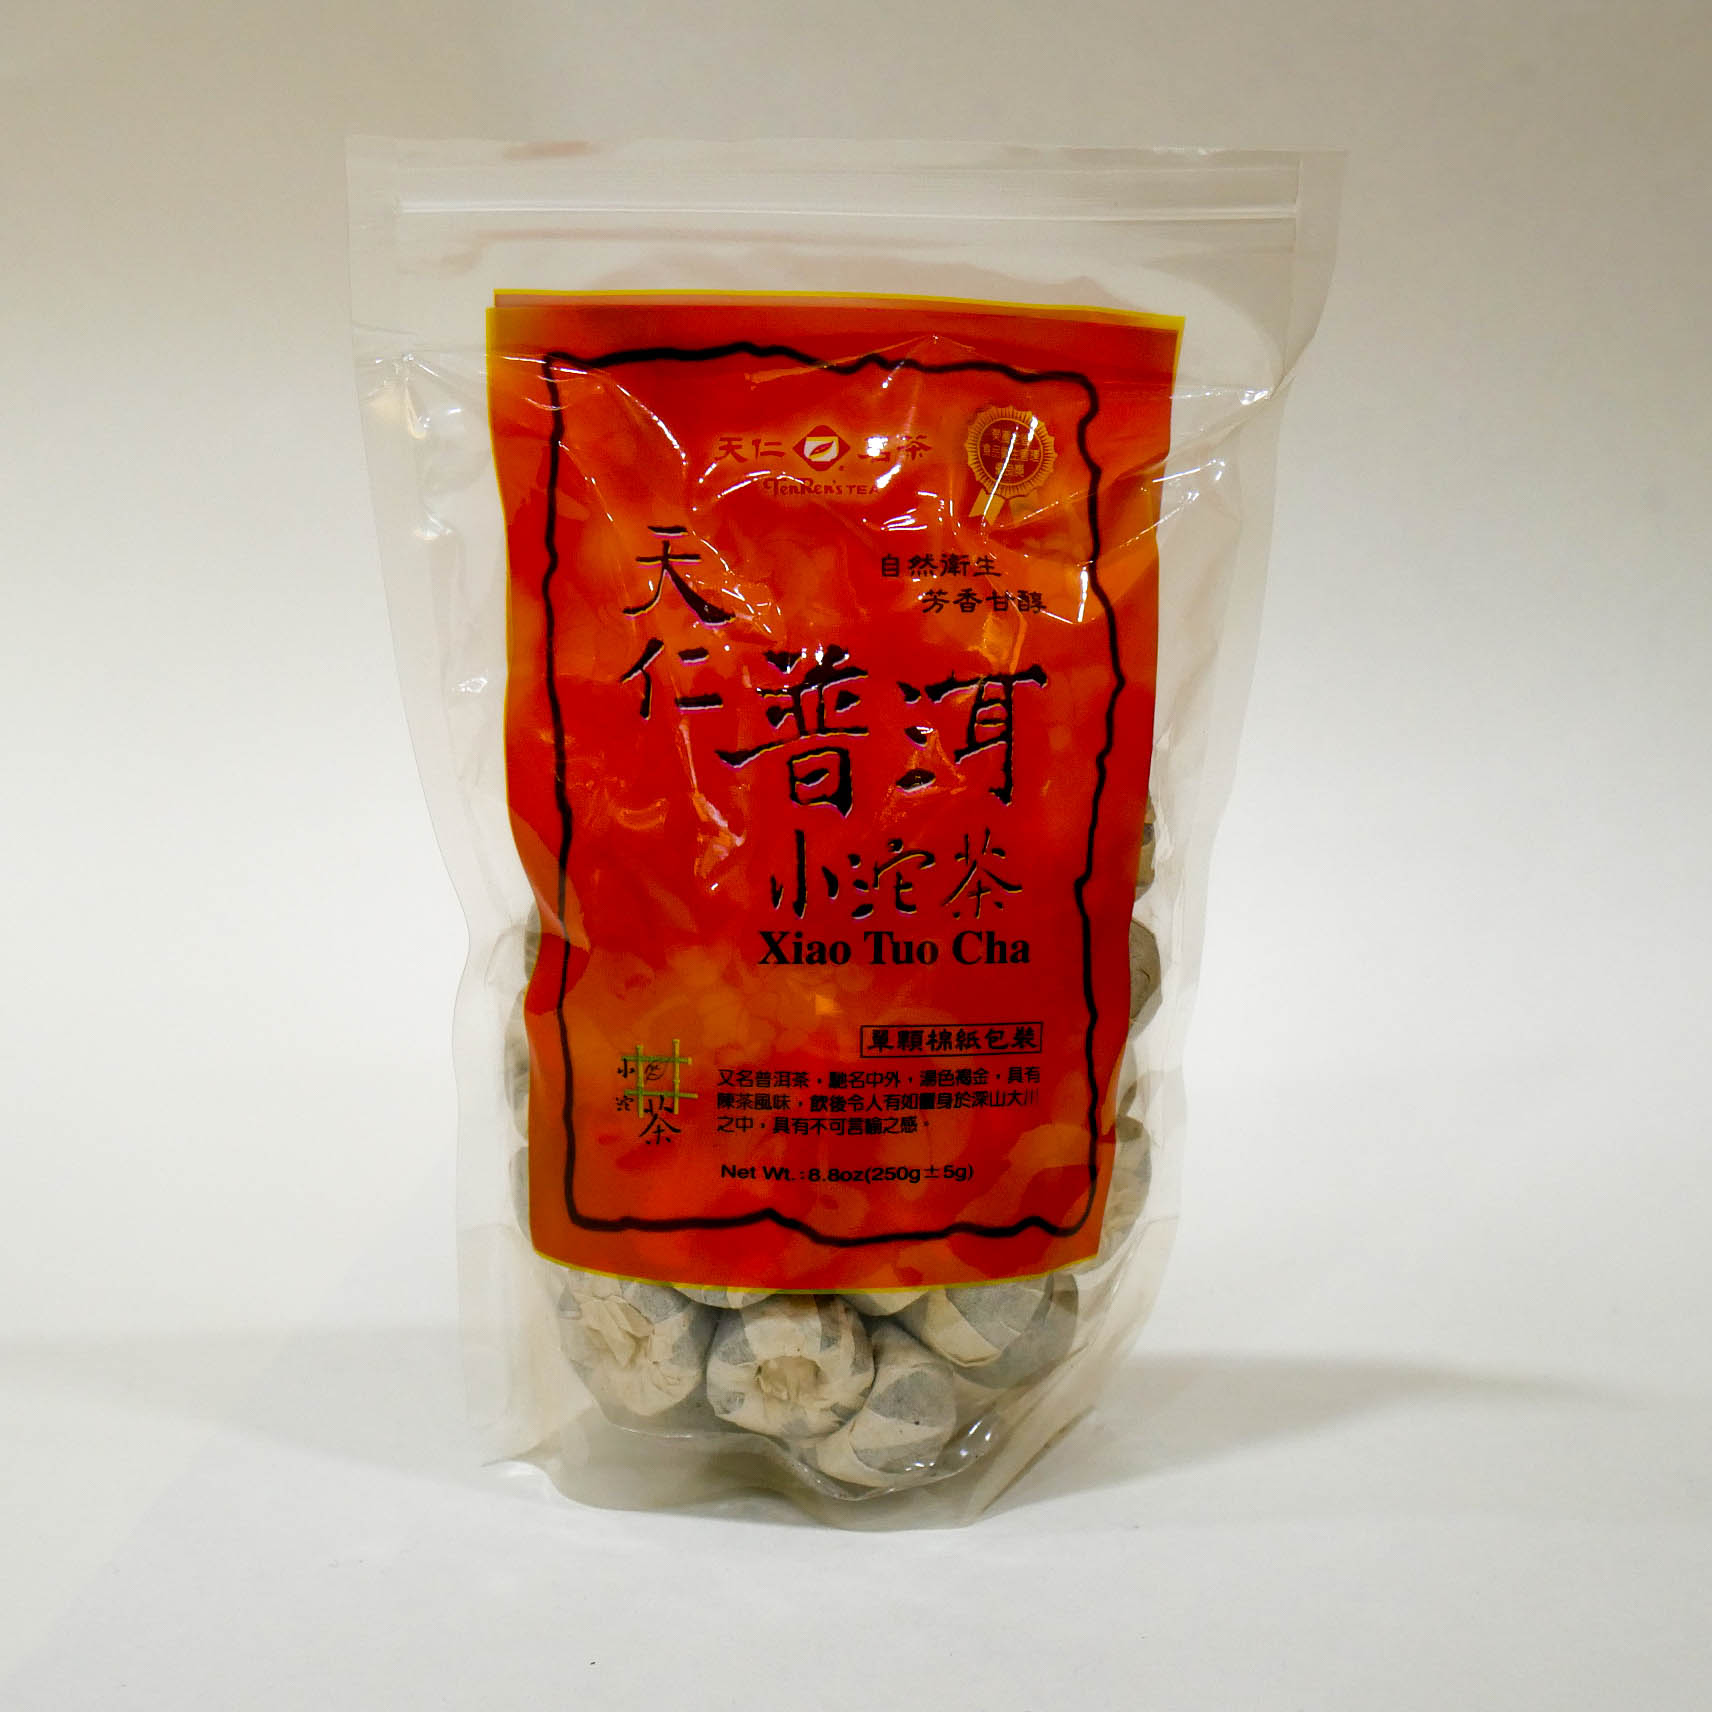 天仁茗茶
TenRen's TEA
天仁
自然衛生
芳香甘醇
普洱
小沱茶
Xiao Tuo Cha
單顆棉紙包裝
小沱茶
又名普洱茶，馳名中外，湯色褐金，具有
陳茶風味，飲後令人有如置身於深山大川
之中，具有不可言喻之感。
Net Wt.:8.8oz(250g±5g)